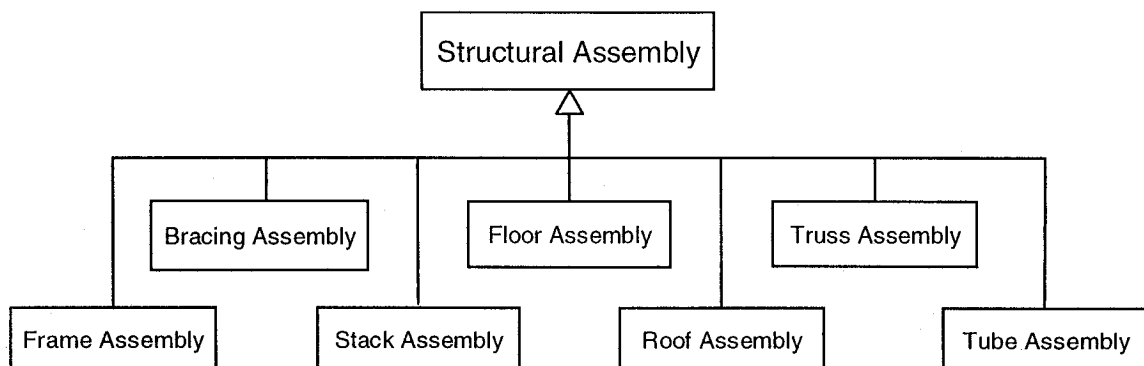 Structural Assembly
Bracing Assembly
Floor Assembly
Truss Assembly
Frame Assembly
Stack Assembly
Roof Assembly
Tube Assembly